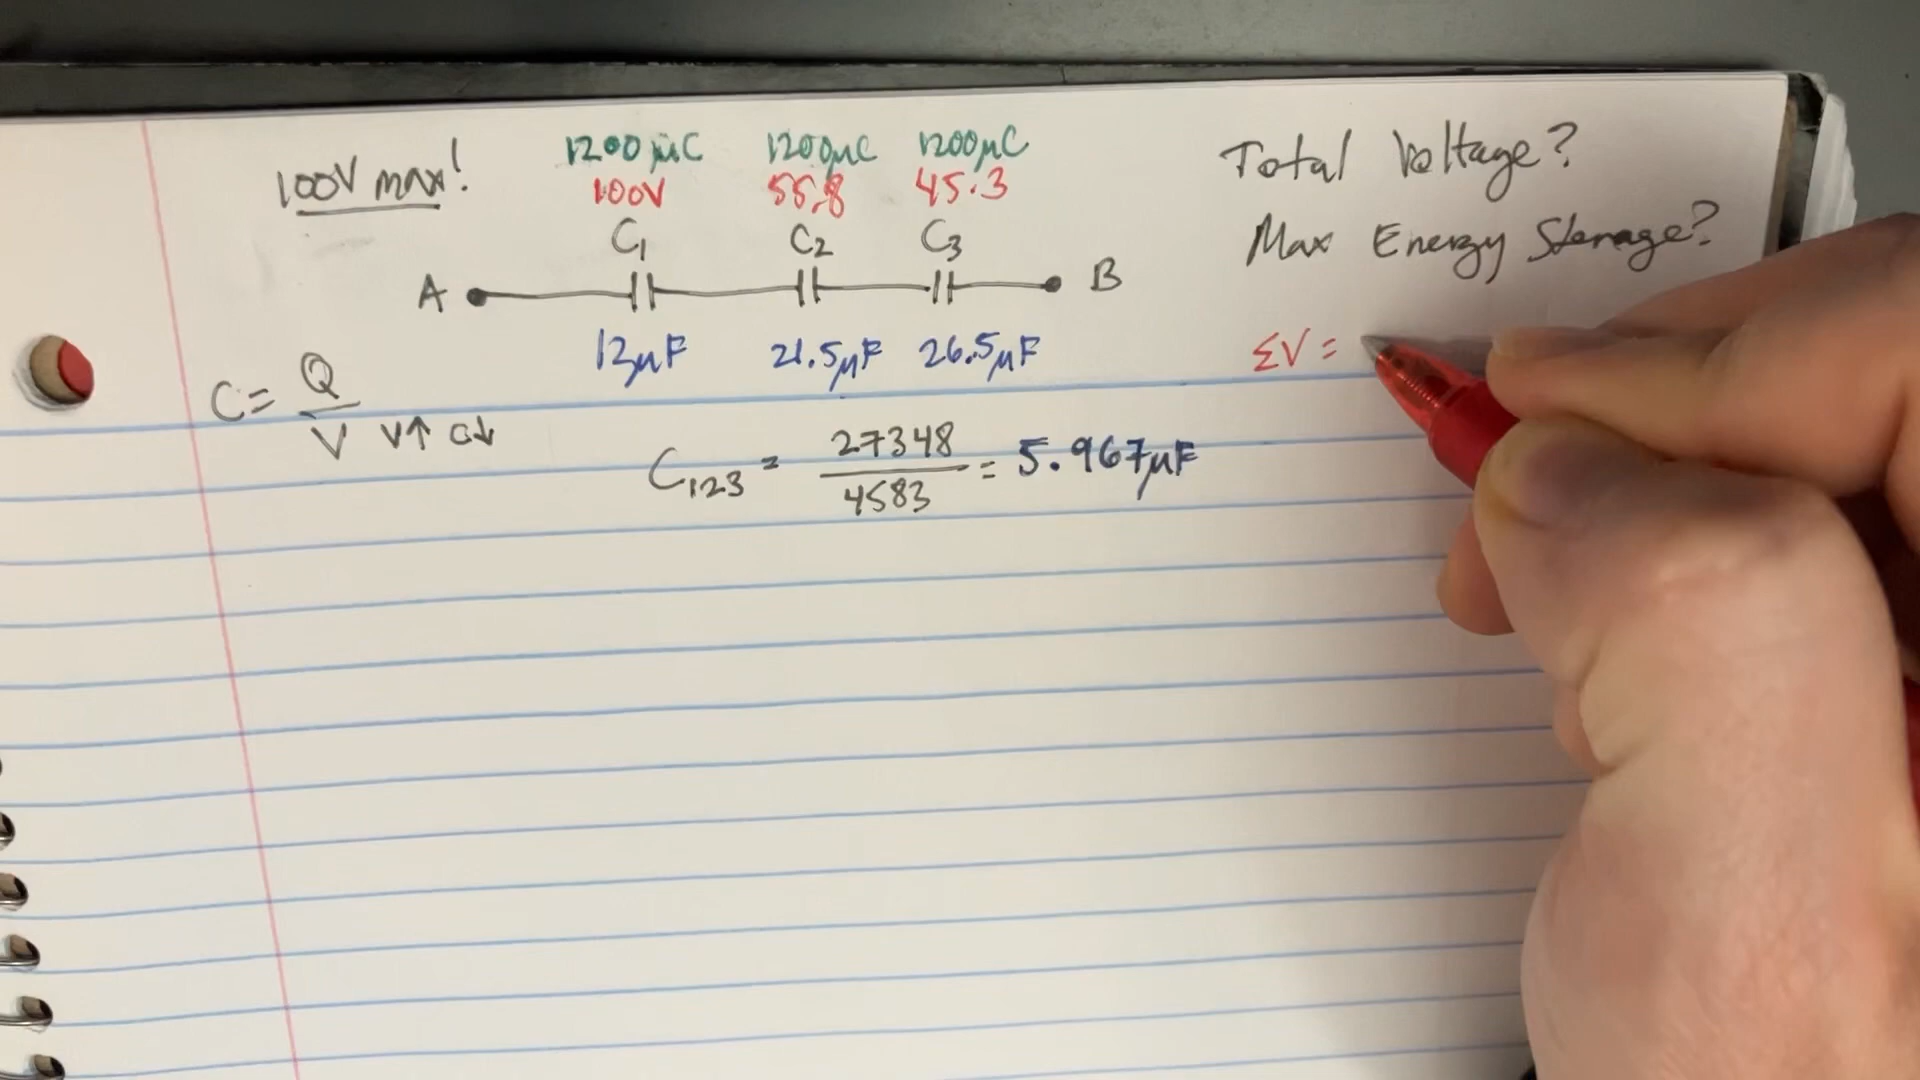 100V max!
1200μC 1200μC 1200μC
100V 55.8 45.3
C1 C2 C3
A B
12μF 21.5μF 26.5μF
C = Q/V V↑ C↓
C123 = 27348/4583 = 5.967μF
Total Voltage?
Max Energy Storage?
ΣV =